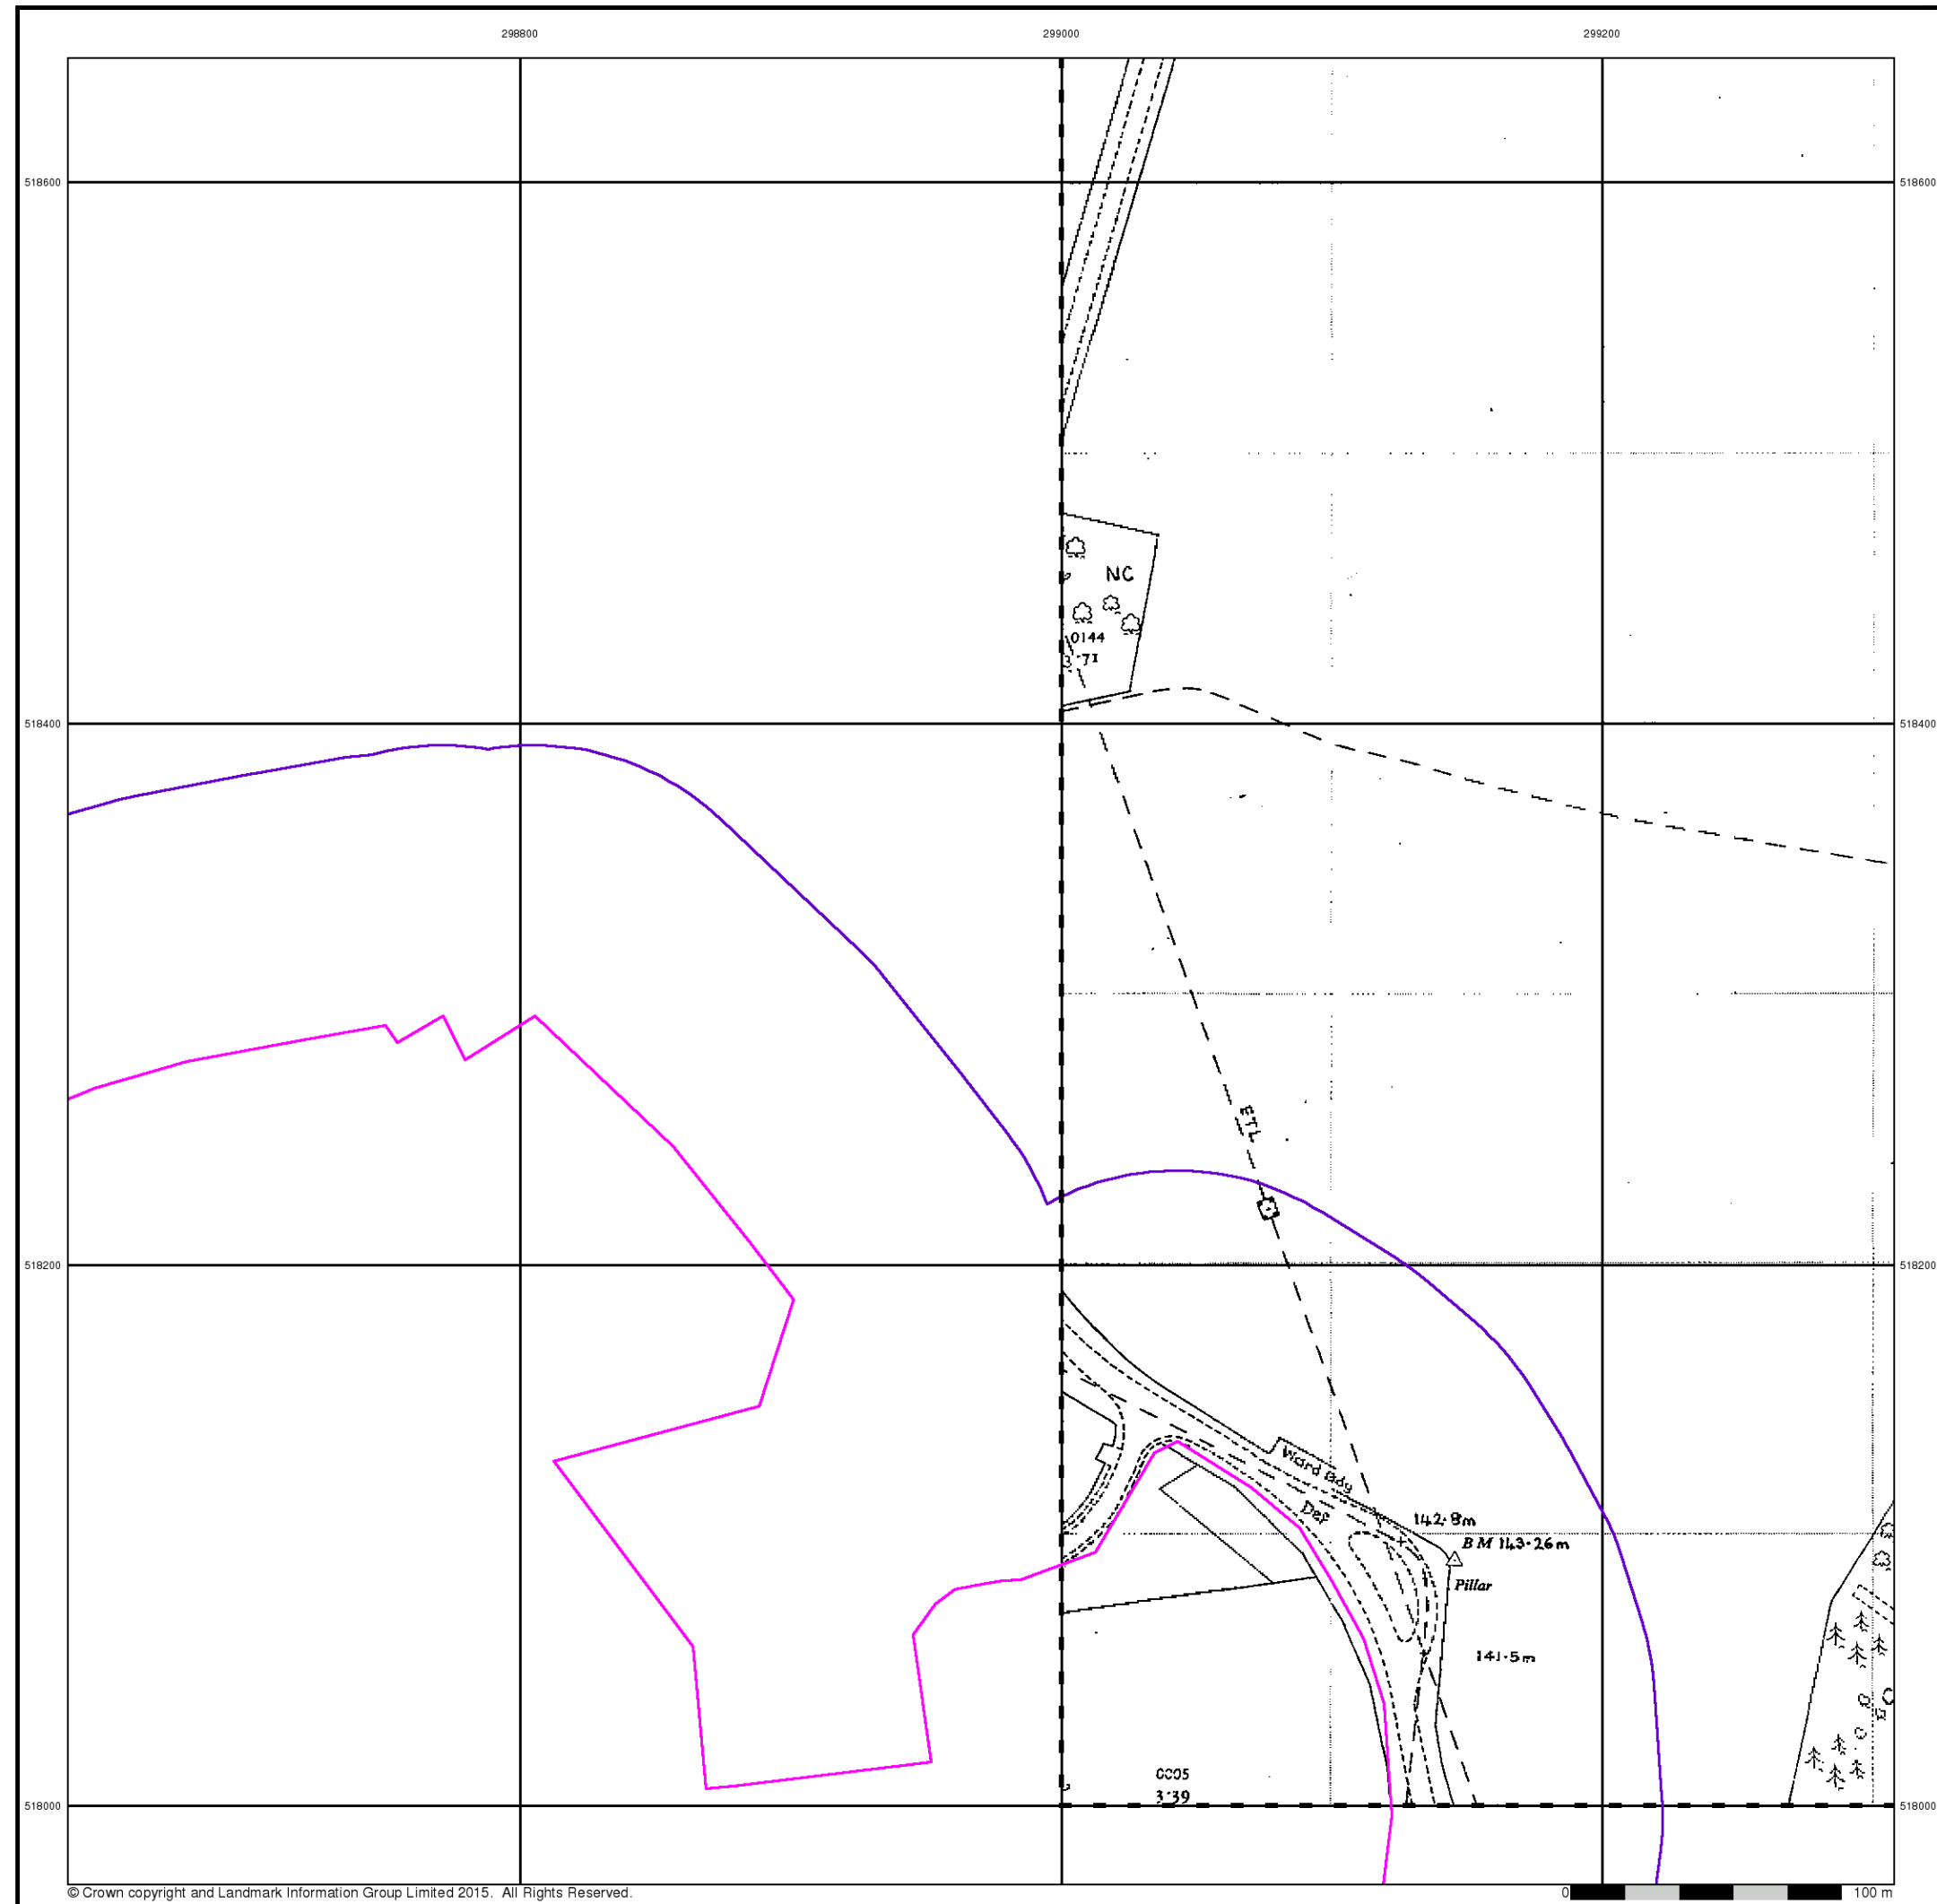 298800 299000 299200
518600 518600
NC
0144
3·71
518400 518400
ETL
518200 518200
Ward Bdy
Def
142·8m
BM 143·26m
Pillar
141·5m
0005
3·39
518000 518000
© Crown copyright and Landmark Information Group Limited 2015. All Rights Reserved.
0 100 m